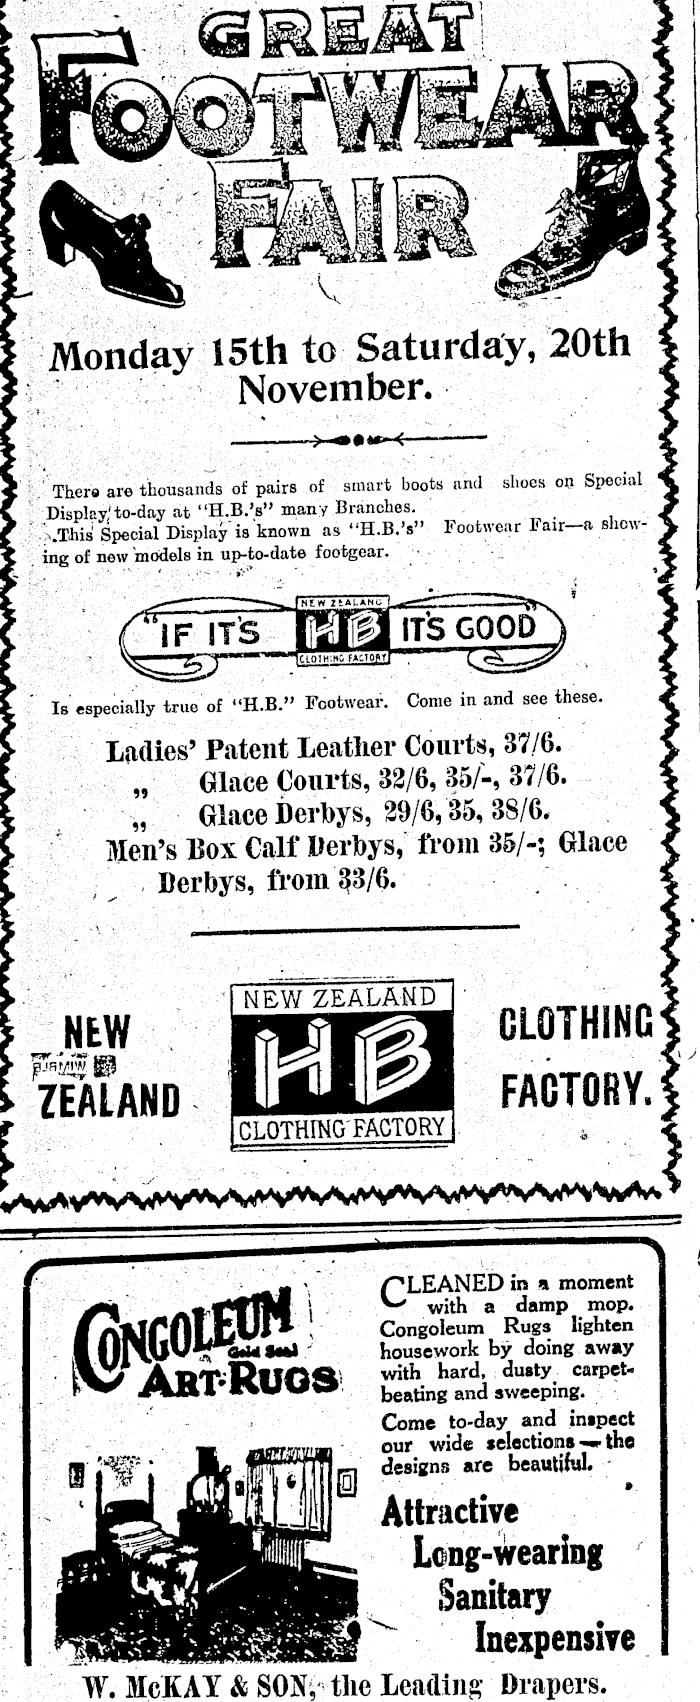 GREAT
FOOTWEAR
FAIR
Monday 15th to Saturday, 20th
November.
There are thousands of pairs of smart boots and shoes on Special
Display to-day at "H.B.'s" many Branches.
This Special Display is known as "H.B.'s" Footwear Fair—a show-
ing of new models in up-to-date footgear.
NEW ZEALAND
"IF IT'S HB IT'S GOOD"
CLOTHING FACTORY
Is especially true of "H.B." Footwear. Come in and see these.
Ladies' Patent Leather Courts, 37/6.
„ Glace Courts, 32/6, 35/-, 37/6.
„ Glace Derbys, 29/6, 35, 38/6.
Men's Box Calf Derbys, from 35/-; Glace
Derbys, from 33/6.
NEW
ZEALAND
NEW ZEALAND
HB
CLOTHING FACTORY
CLOTHING
FACTORY.
CONGOLEUM
Gold Seal
ART-RUGS
CLEANED in a moment
with a damp mop.
Congoleum Rugs lighten
housework by doing away
with hard, dusty carpet-
beating and sweeping.
Come to-day and inspect
our wide selections—the
designs are beautiful.
Attractive
Long-wearing
Sanitary
Inexpensive
W. McKAY & SON, the Leading Drapers.